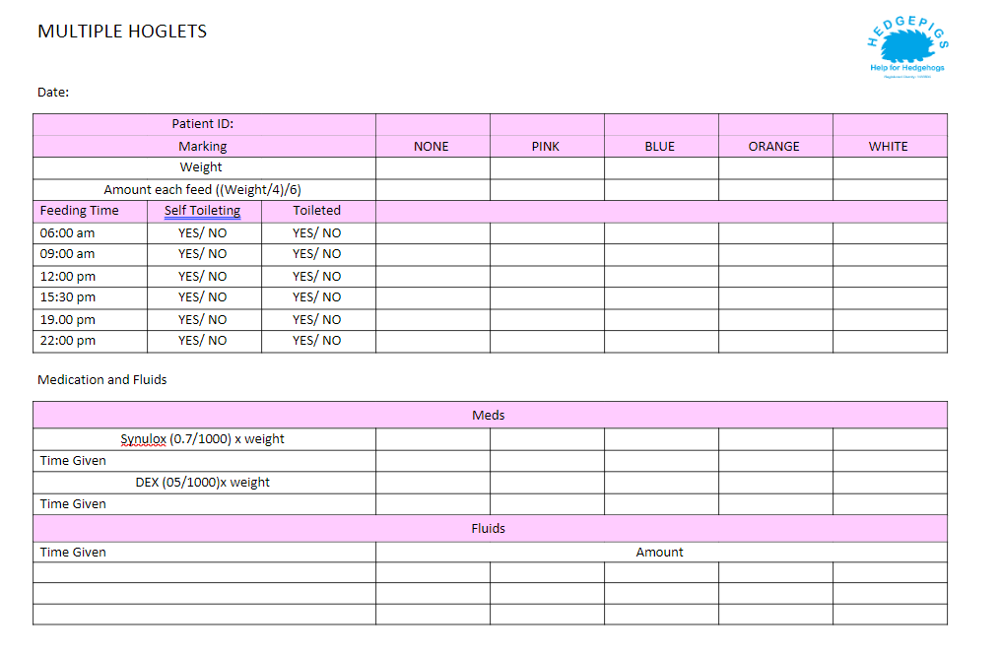 MULTIPLE HOGLETS
HEDGEPIGS
Help for Hedgehogs
Date:
Patient ID:
Marking NONE PINK BLUE ORANGE WHITE
Weight
Amount each feed ((Weight/4)/6)
Feeding Time Self Toileting Toileted
06:00 am YES/ NO YES/ NO
09:00 am YES/ NO YES/ NO
12:00 pm YES/ NO YES/ NO
15:30 pm YES/ NO YES/ NO
19.00 pm YES/ NO YES/ NO
22:00 pm YES/ NO YES/ NO
Medication and Fluids
Meds
Synulox (0.7/1000) x weight
Time Given
DEX (05/1000)x weight
Time Given
Fluids
Time Given Amount